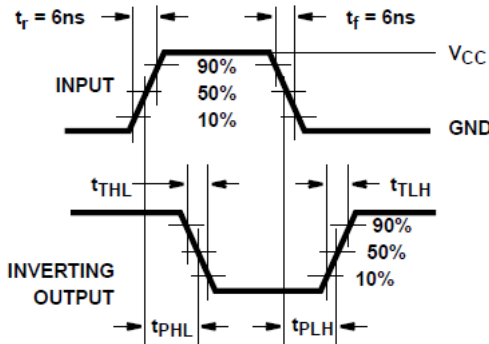 tr = 6ns
tf = 6ns
VCC
INPUT
90%
50%
10%
GND
tTHL
tTLH
90%
50%
10%
INVERTING
OUTPUT
tPHL
tPLH